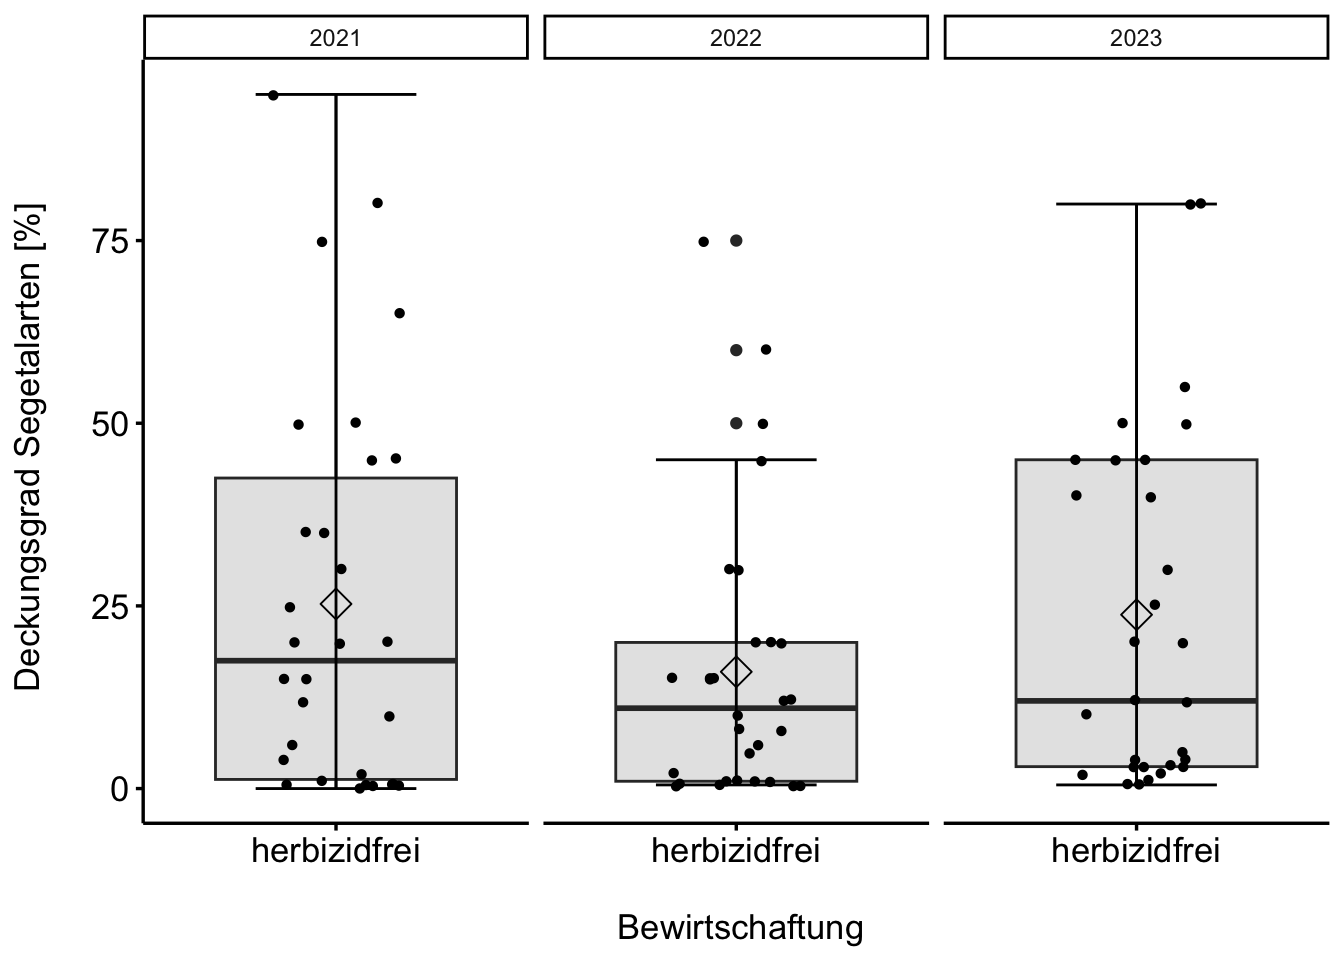 2021
2022
2023
Deckungsgrad Segetalarten [%]
75
50
25
0
herbizidfrei
herbizidfrei
herbizidfrei
Bewirtschaftung